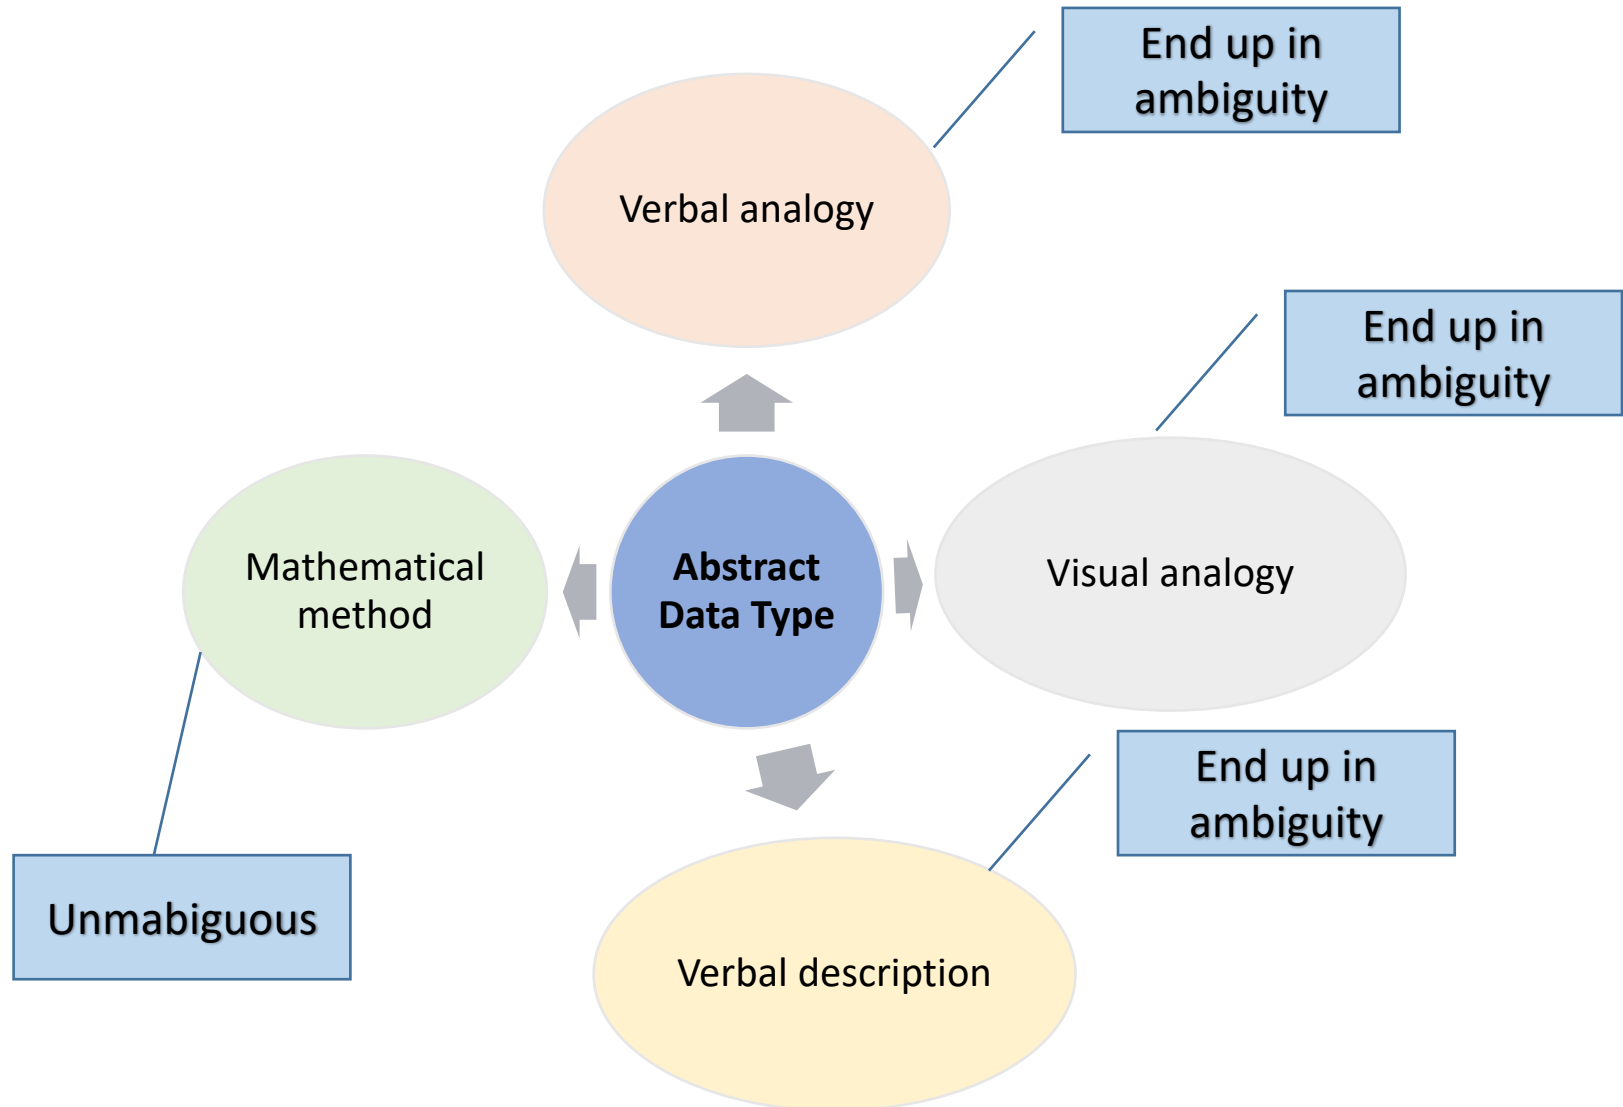 End up in
ambiguity
Verbal analogy
End up in
ambiguity
Mathematical
method
Abstract
Data Type
Visual analogy
End up in
ambiguity
Unmabiguous
Verbal description